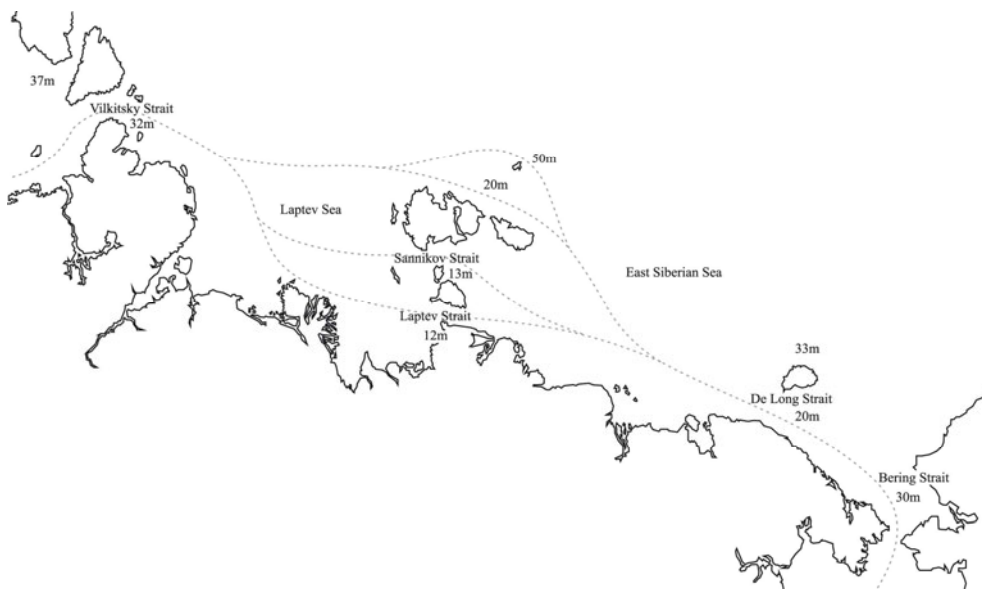 37m
Vilkitsky Strait
32m
50m
20m
Laptev Sea
Sannikov Strait
13m
East Siberian Sea
Laptev Strait
12m
33m
De Long Strait
20m
Bering Strait
30m